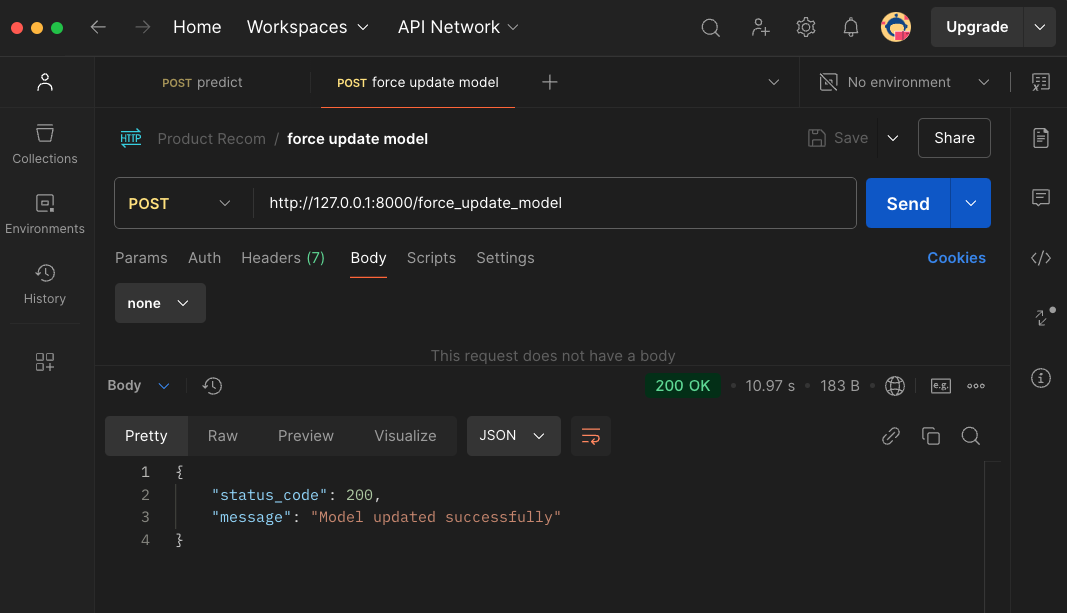 Home Workspaces API Network Upgrade
POST predict POST force update model No environment
HTTP Product Recom / force update model Save Share
Collections
POST http://127.0.0.1:8000/force_update_model Send
Environments
Params Auth Headers (7) Body Scripts Settings Cookies
History
none
This request does not have a body
Body 200 OK 10.97 s 183 B e.g.
Pretty Raw Preview Visualize JSON
1 {
2 "status_code": 200,
3 "message": "Model updated successfully"
4 }